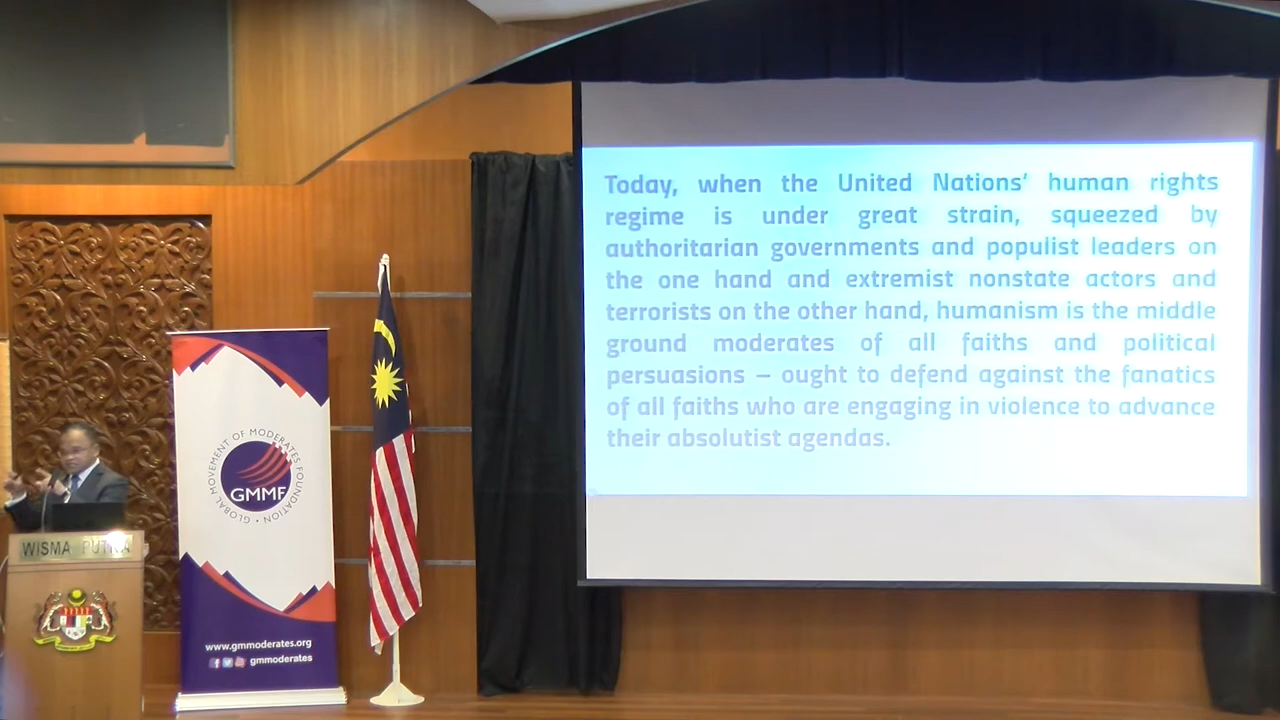 Today, when the United Nations’ human rights
regime is under great strain, squeezed by
authoritarian governments and populist leaders on
the one hand and extremist nonstate actors and
terrorists on the other hand, humanism is the middle
ground moderates of all faiths and political
persuasions – ought to defend against the fanatics
of all faiths who are engaging in violence to advance
their absolutist agendas.
GLOBAL MOVEMENT OF MODERATES FOUNDATION •
GMMF
www.gmmoderates.org
gmmoderates
WISMA PUTRA